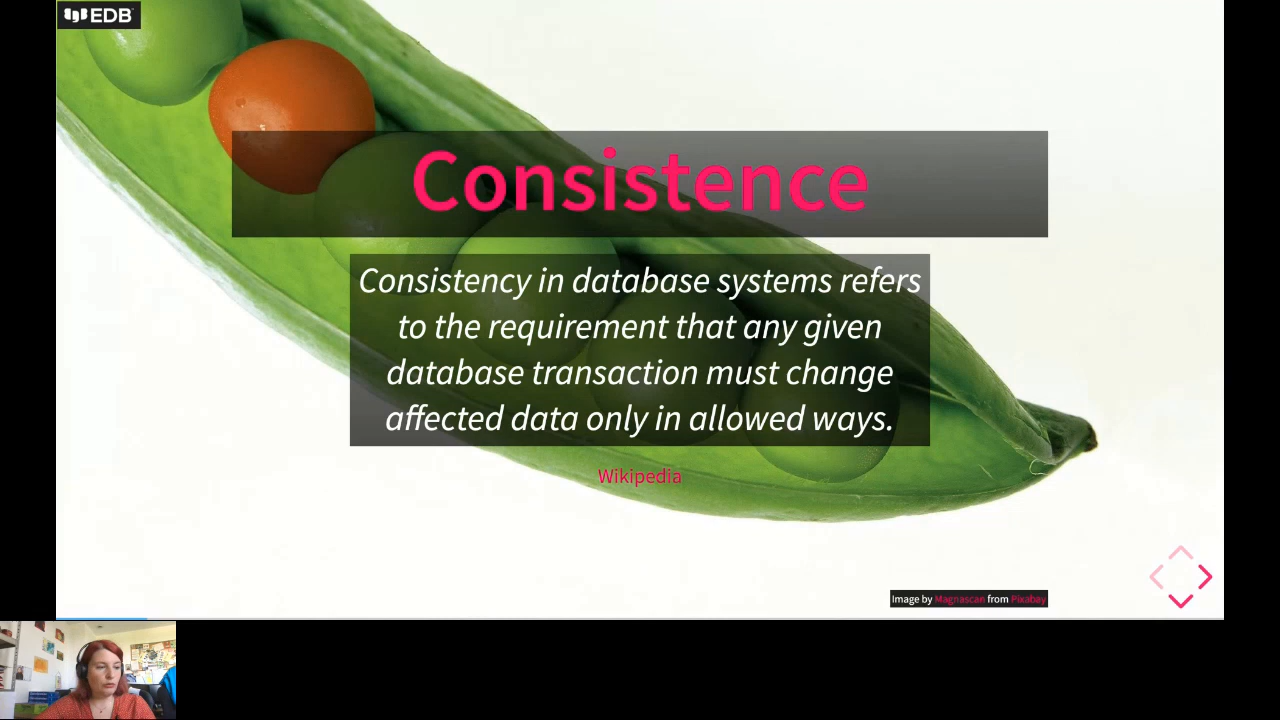 EDB
Consistence
Consistency in database systems refers
to the requirement that any given
database transaction must change
affected data only in allowed ways.
Wikipedia
Image by Magnascan from Pixabay